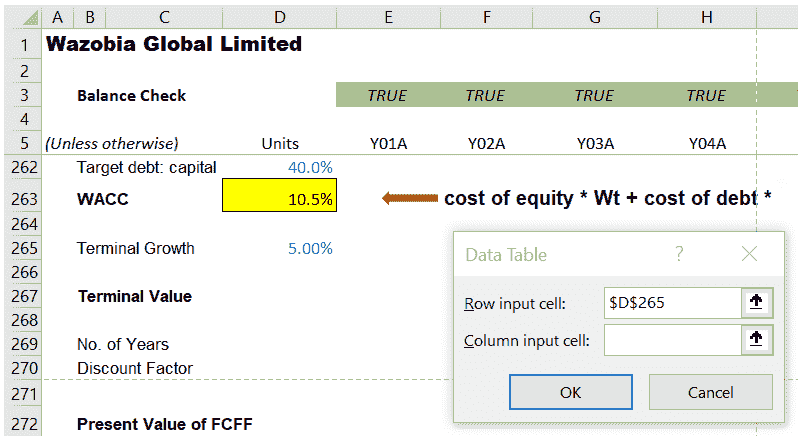 A B C D E F G H
1 Wazobia Global Limited
2
3 Balance Check TRUE TRUE TRUE TRUE
4
5 (Unless otherwise) Units Y01A Y02A Y03A Y04A
262 Target debt: capital 40.0%
263 WACC 10.5% cost of equity * Wt + cost of debt *
264
265 Terminal Growth 5.00%
266
267 Terminal Value
268
269 No. of Years
270 Discount Factor
271
272 Present Value of FCFF
Data Table ?
Row input cell: $D$265
Column input cell:
OK Cancel